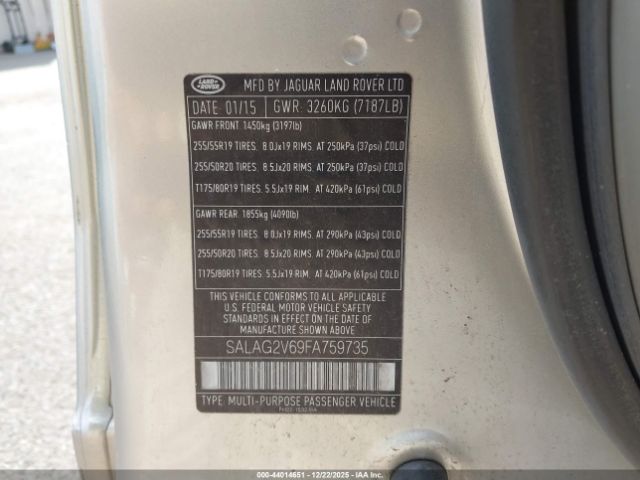 LAND ROVER
MFD BY JAGUAR LAND ROVER LTD
DATE: 01/15 GWR: 3260KG (7187LB)
GAWR FRONT: 1450kg (3197lb)
255/55R19 TIRES. 8.0Jx19 RIMS. AT 250kPa (37psi) COLD
255/50R20 TIRES. 8.5Jx20 RIMS. AT 250kPa (37psi) COLD
T175/80R19 TIRES. 5.5Jx19 RIM. AT 420kPa (61psi) COLD
GAWR REAR: 1855kg (4090lb)
255/55R19 TIRES. 8.0Jx19 RIMS. AT 290kPa (43psi) COLD
255/50R20 TIRES. 8.5Jx20 RIMS. AT 290kPa (43psi) COLD
T175/80R19 TIRES. 5.5Jx19 RIM. AT 420kPa (61psi) COLD
THIS VEHICLE CONFORMS TO ALL APPLICABLE
U.S. FEDERAL MOTOR VEHICLE SAFETY
STANDARDS IN EFFECT ON THE DATE OF
MANUFACTURE SHOWN ABOVE
SALAG2V69FA759735
TYPE: MULTI-PURPOSE PASSENGER VEHICLE
000-44014651 - 12/22/2025 - IAA Inc.